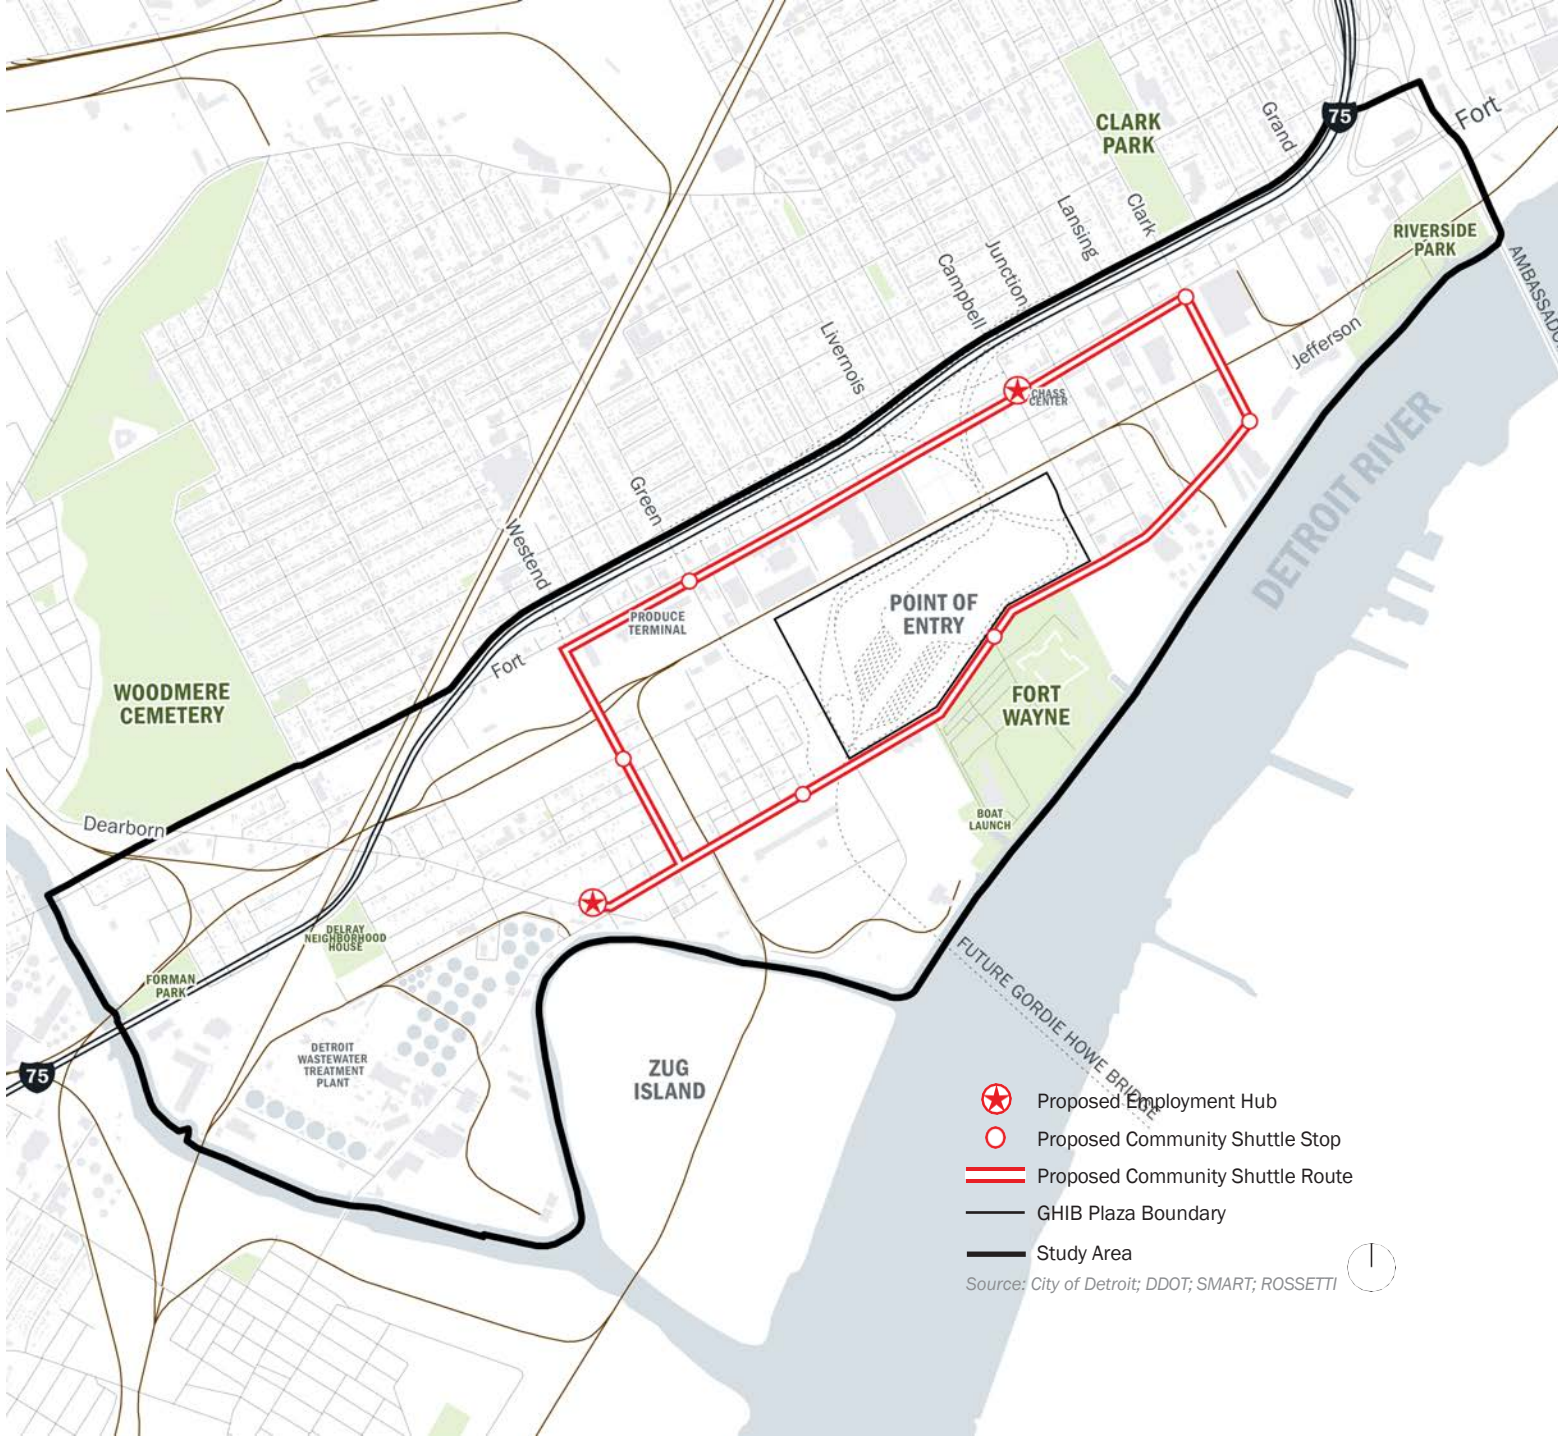 75
Fort
Grand
CLARK
PARK
Clark
Lansing
RIVERSIDE
PARK
Junction
Campbell
AMBASSADO
Livernois
Jefferson
CHASS
CENTER
DETROIT RIVER
Green
Westend
POINT OF
ENTRY
PRODUCE
TERMINAL
Fort
WOODMERE
CEMETERY
FORT
WAYNE
Dearborn
BOAT
LAUNCH
DELRAY
NEIGHBORHOOD
HOUSE
FORMAN
PARK
FUTURE GORDIE HOWE BRIDGE
DETROIT
WASTEWATER
TREATMENT
PLANT
ZUG
ISLAND
75
Proposed Employment Hub
Proposed Community Shuttle Stop
Proposed Community Shuttle Route
GHIB Plaza Boundary
Study Area
Source: City of Detroit; DDOT; SMART; ROSSETTI